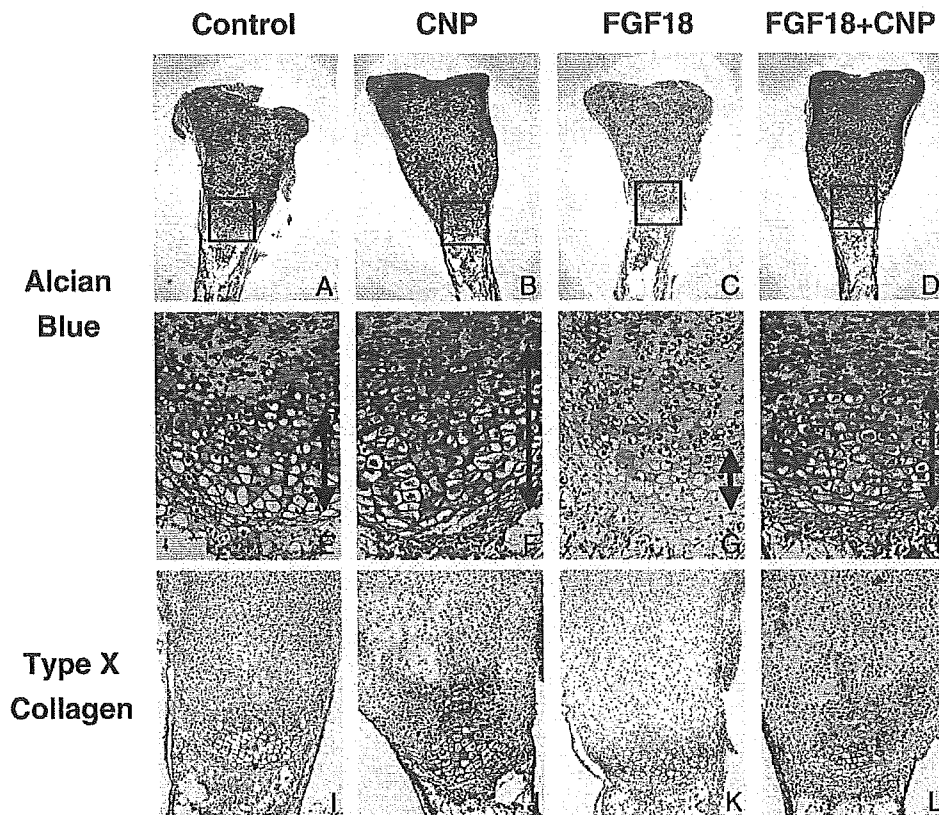 Control CNP FGF18 FGF18+CNP
Alcian
Blue
A B C D
E F G H
Type X
Collagen
I J K L